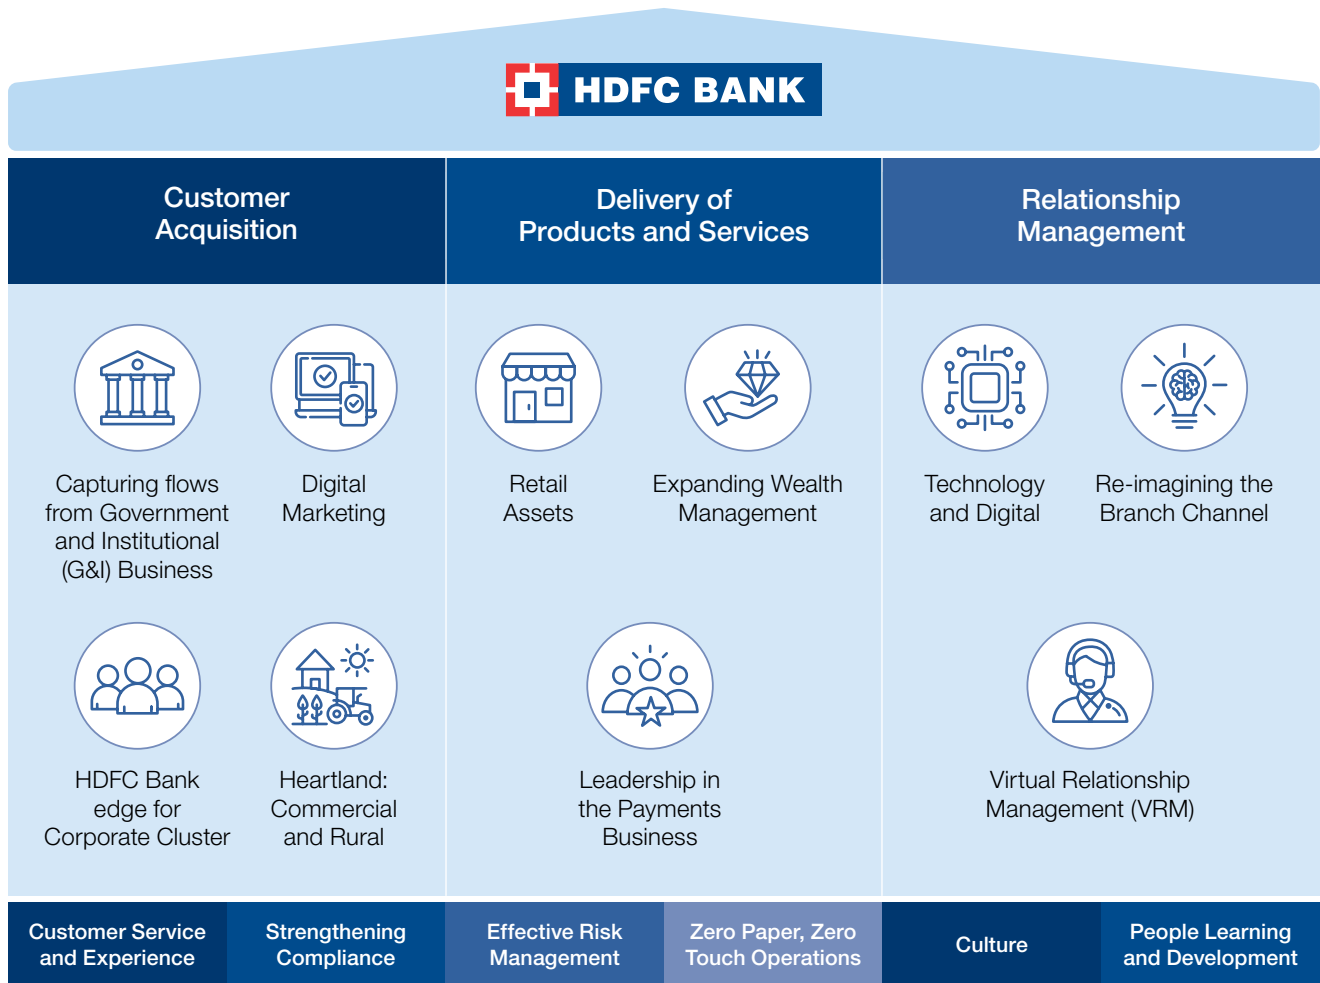 HDFC BANK
Customer
Acquisition
Delivery of
Products and Services
Relationship
Management
Capturing flows
from Government
and Institutional
(G&I) Business
Digital
Marketing
HDFC Bank
edge for
Corporate Cluster
Heartland:
Commercial
and Rural
Retail
Assets
Expanding Wealth
Management
Leadership in
the Payments
Business
Technology
and Digital
Re-imagining the
Branch Channel
Virtual Relationship
Management (VRM)
Customer Service
and Experience
Strengthening
Compliance
Effective Risk
Management
Zero Paper, Zero
Touch Operations
Culture
People Learning
and Development